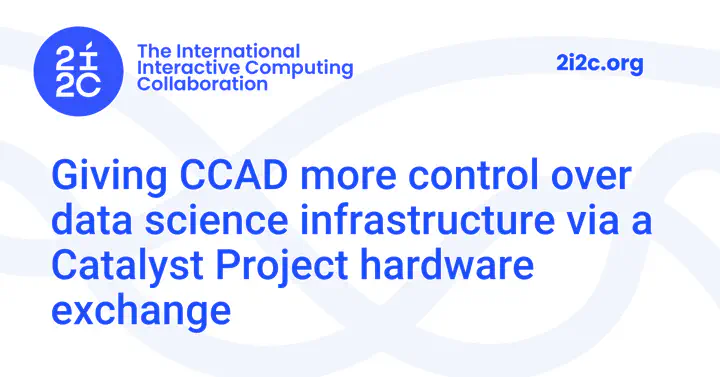 2i2c
The International
Interactive Computing
Collaboration
2i2c.org
Giving CCAD more control over
data science infrastructure via a
Catalyst Project hardware
exchange